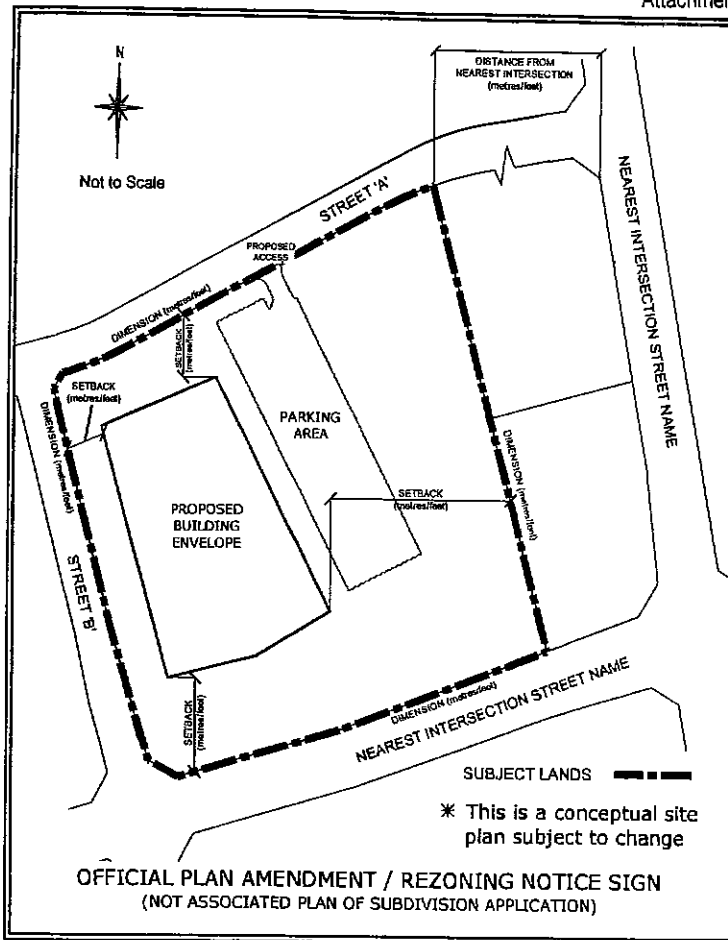 Attachmen
N
Not to Scale
DISTANCE FROM
NEAREST INTERSECTION
(metres/feet)
STREET 'A'
NEAREST INTERSECTION STREET NAME
PROPOSED
ACCESS
DIMENSION (metres/feet)
SETBACK
(metres/feet)
SETBACK
(metres/feet)
DIMENSION (metres/feet)
PARKING
AREA
DIMENSION (metres/feet)
SETBACK
(metres/feet)
PROPOSED
BUILDING
ENVELOPE
STREET 'B'
SETBACK
(metres/feet)
DIMENSION (metres/feet)
NEAREST INTERSECTION STREET NAME
SUBJECT LANDS
* This is a conceptual site
plan subject to change
OFFICIAL PLAN AMENDMENT / REZONING NOTICE SIGN
(NOT ASSOCIATED PLAN OF SUBDIVISION APPLICATION)